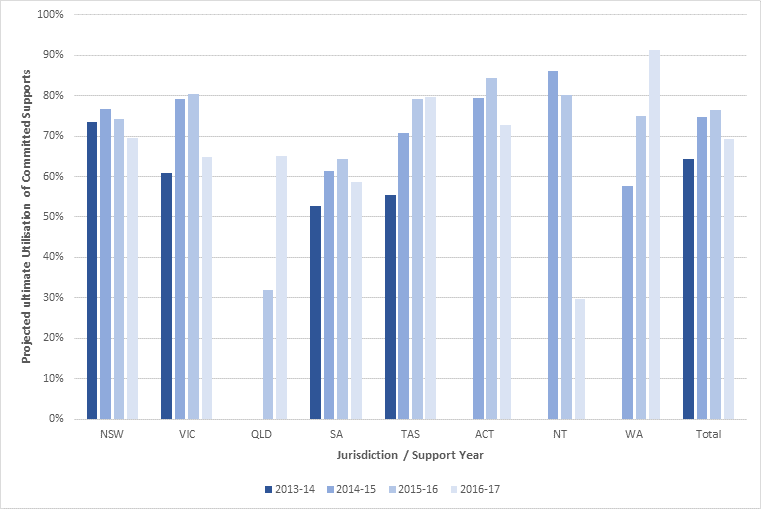 Projected ultimate Utilisation of Committed Supports
100%
90%
80%
70%
60%
50%
40%
30%
20%
10%
0%
NSW VIC QLD SA TAS ACT NT WA Total
Jurisdiction / Support Year
2013-14 2014-15 2015-16 2016-17